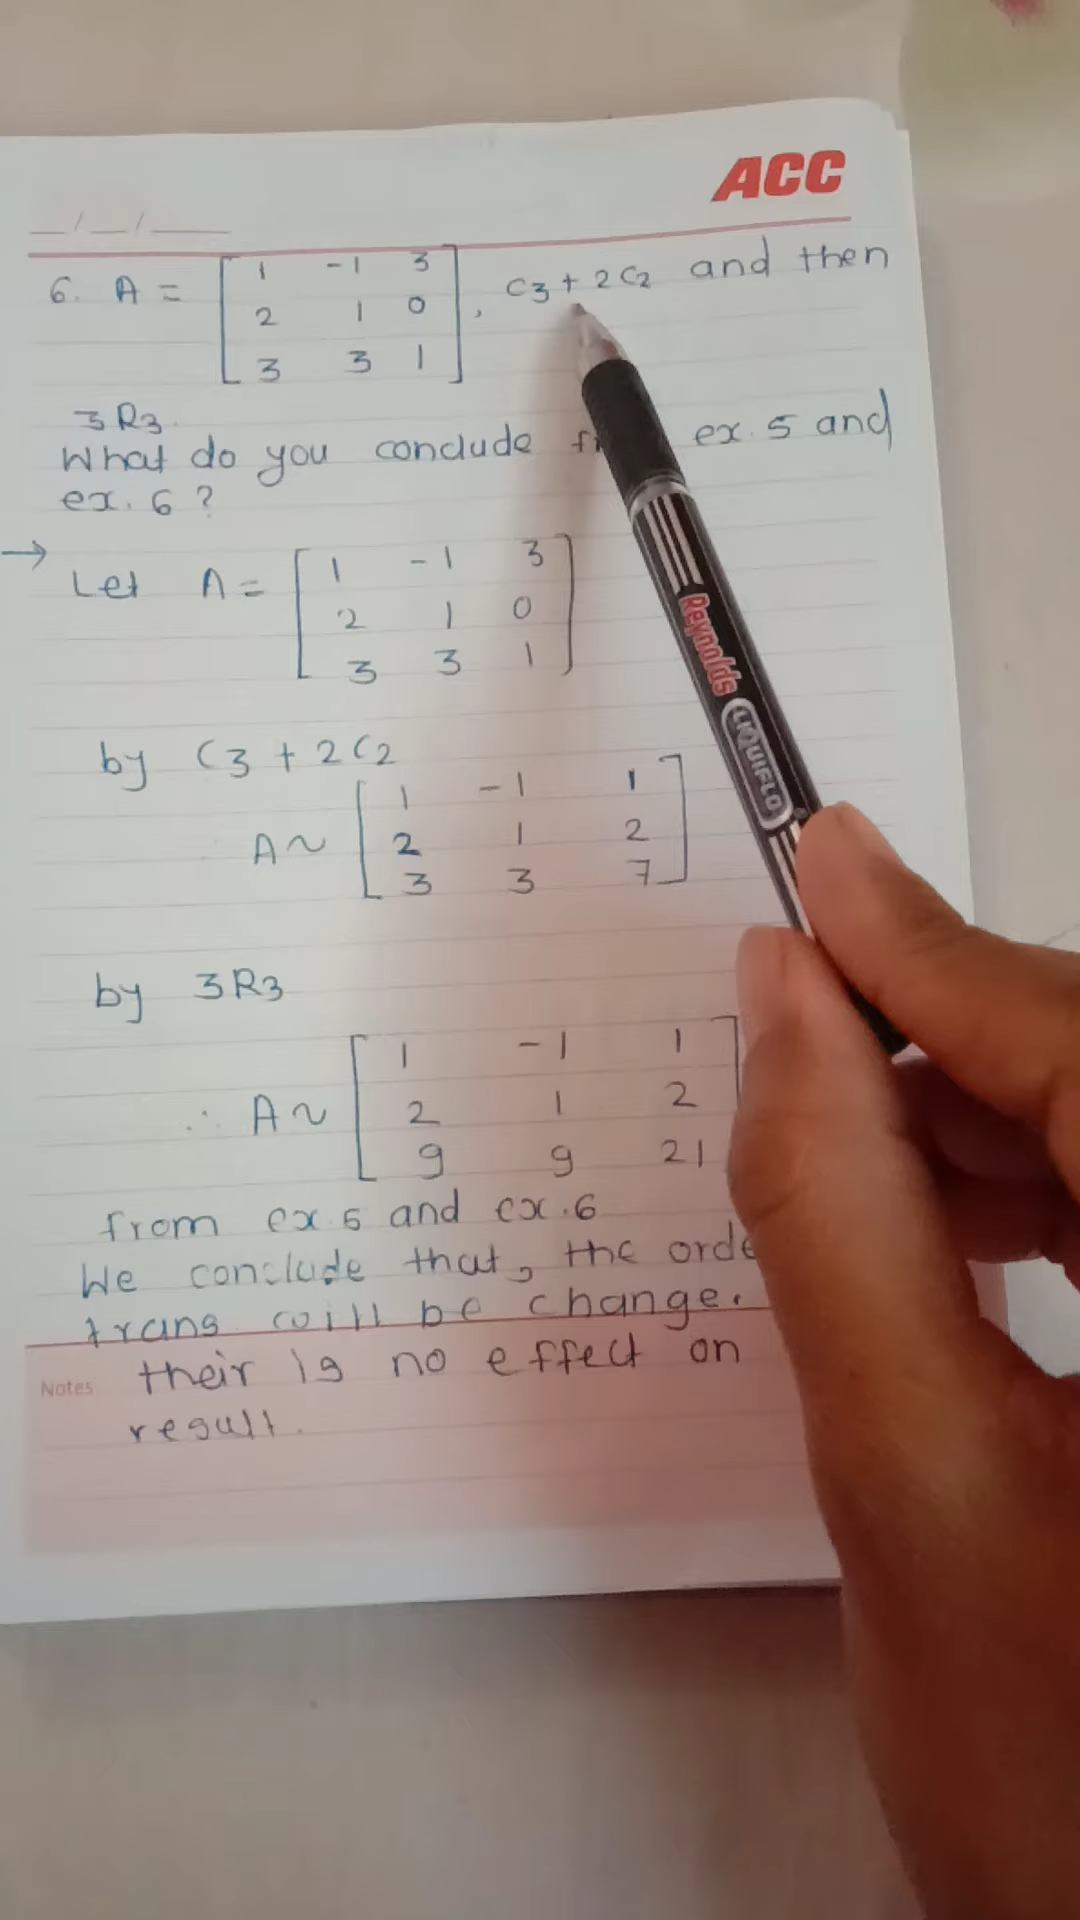 ACC
_/_/_
6. A = [ 1 -1 3
2 1 0
3 3 1 ] , C3 + 2C2 and then
3R3.
What do you conclude ex. 5 and
ex. 6 ?
→ Let A = [ 1 -1 3
2 1 0
3 3 1 ]
by C3 + 2C2
A ~ [ 1 -1 1
2 1 2
3 3 7 ]
by 3R3
∴ A ~ [ 1 -1 1
2 1 2
9 9 21
from ex. 5 and ex. 6
We conclude that, the orde
trans will be change.
Notes their is no effect on
result.
Reynolds LIQUIFLO